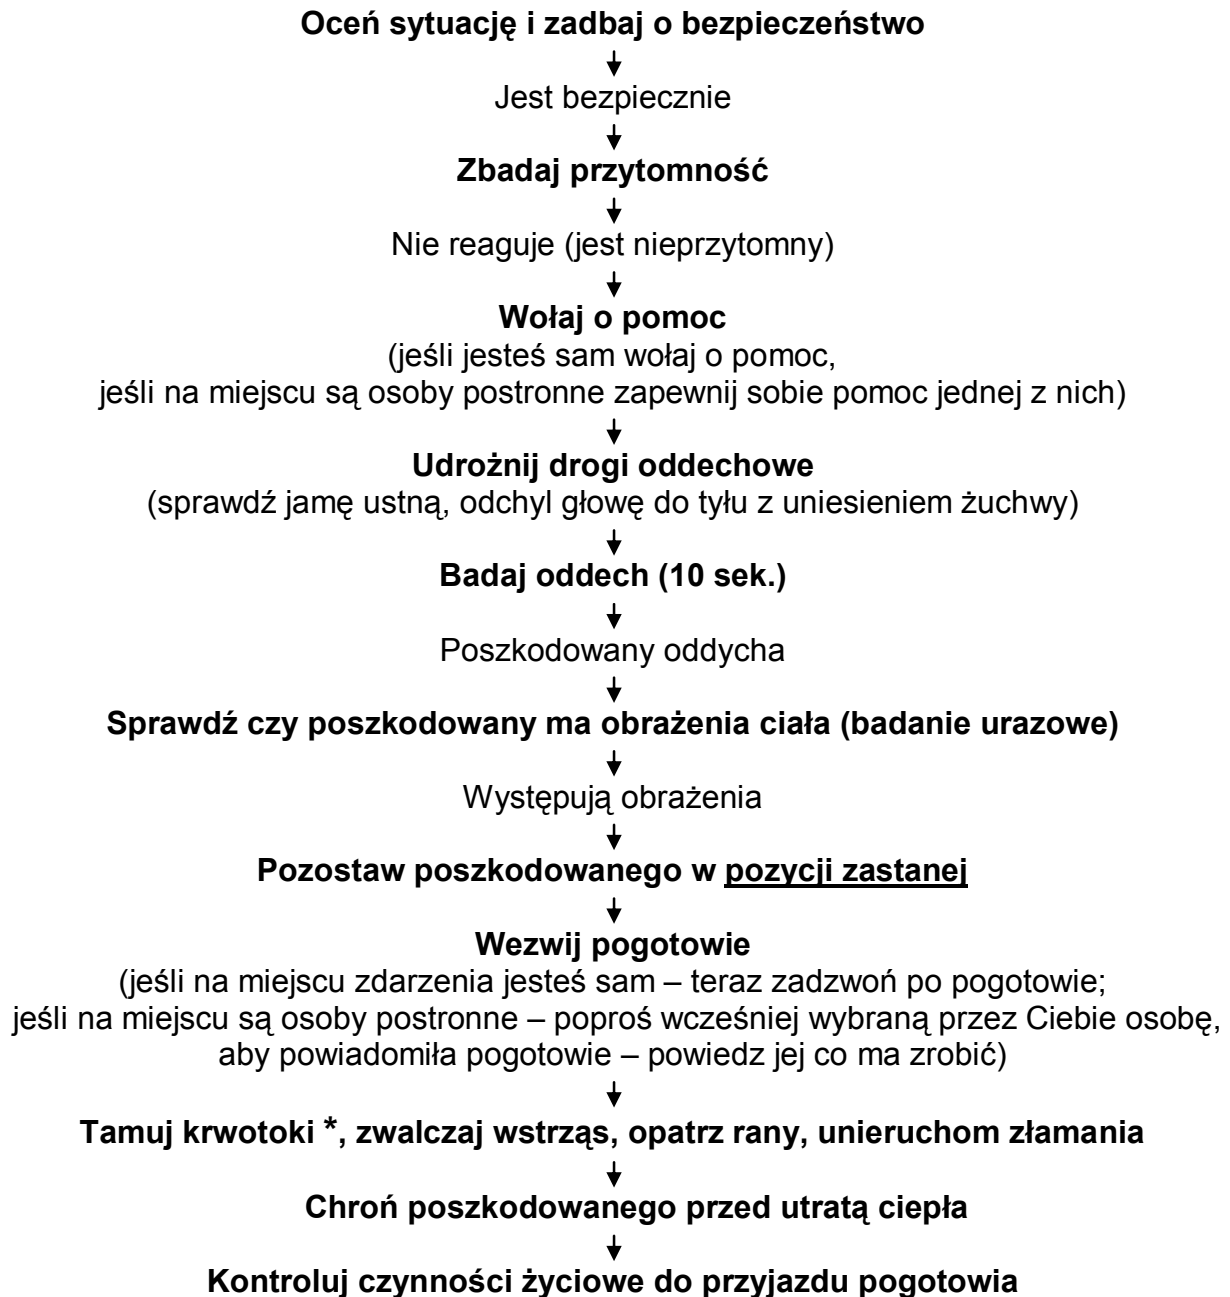 Oceń sytuację i zadbaj o bezpieczeństwo
Jest bezpiecznie
Zbadaj przytomność
Nie reaguje (jest nieprzytomny)
Wołaj o pomoc
(jeśli jesteś sam wołaj o pomoc,
jeśli na miejscu są osoby postronne zapewnij sobie pomoc jednej z nich)
Udrożnij drogi oddechowe
(sprawdź jamę ustną, odchyl głowę do tyłu z uniesieniem żuchwy)
Badaj oddech (10 sek.)
Poszkodowany oddycha
Sprawdź czy poszkodowany ma obrażenia ciała (badanie urazowe)
Występują obrażenia
Pozostaw poszkodowanego w pozycji zastanej
Wezwij pogotowie
(jeśli na miejscu zdarzenia jesteś sam – teraz zadzwoń po pogotowie;
jeśli na miejscu są osoby postronne – poproś wcześniej wybraną przez Ciebie osobę,
aby powiadomiła pogotowie – powiedz jej co ma zrobić)
Tamuj krwotoki *, zwalczaj wstrząs, opatrz rany, unieruchom złamania
Chroń poszkodowanego przed utratą ciepła
Kontroluj czynności życiowe do przyjazdu pogotowia